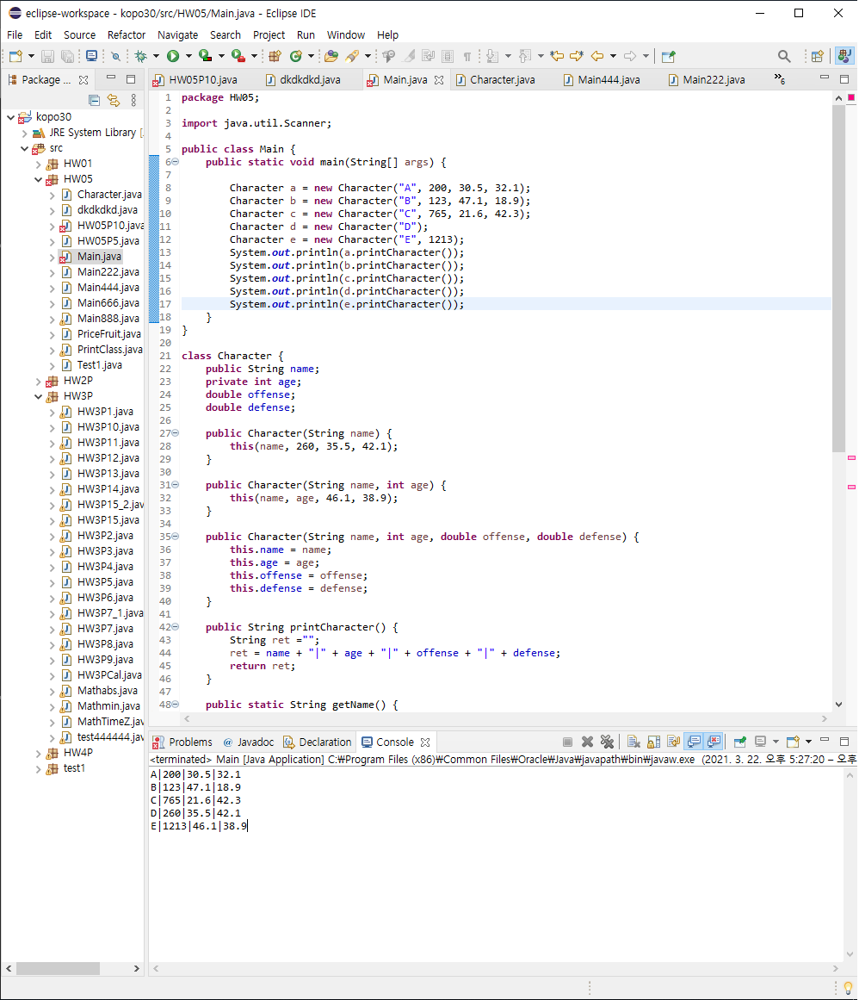 eclipse-workspace - kopo30/src/HW05/Main.java - Eclipse IDE
File Edit Source Refactor Navigate Search Project Run Window Help
Package ...
HW05P10.java dkdkdkd.java Main.java Character.java Main444.java Main222.java »6
kopo30
JRE System Library [
src
HW01
HW05
Character.java
dkdkdkd.java
HW05P10.java
HW05P5.java
Main.java
Main222.java
Main444.java
Main666.java
Main888.java
PriceFruit.java
PrintClass.java
Test1.java
HW2P
HW3P
HW3P1.java
HW3P10.java
HW3P11.java
HW3P12.java
HW3P13.java
HW3P14.java
HW3P15_2.jav
HW3P15.java
HW3P2.java
HW3P3.java
HW3P4.java
HW3P5.java
HW3P6.java
HW3P7_1.java
HW3P7.java
HW3P8.java
HW3P9.java
HW3PCal.java
Mathabs.java
Mathmin.java
MathTimeZ.jav
test444444.jav
HW4P
test1
1 package HW05;
2
3 import java.util.Scanner;
4
5 public class Main {
6 public static void main(String[] args) {
7
8 Character a = new Character("A", 200, 30.5, 32.1);
9 Character b = new Character("B", 123, 47.1, 18.9);
10 Character c = new Character("C", 765, 21.6, 42.3);
11 Character d = new Character("D");
12 Character e = new Character("E", 1213);
13 System.out.println(a.printCharacter());
14 System.out.println(b.printCharacter());
15 System.out.println(c.printCharacter());
16 System.out.println(d.printCharacter());
17 System.out.println(e.printCharacter());
18 }
19 }
20
21 class Character {
22 public String name;
23 private int age;
24 double offense;
25 double defense;
26
27 public Character(String name) {
28 this(name, 260, 35.5, 42.1);
29 }
30
31 public Character(String name, int age) {
32 this(name, age, 46.1, 38.9);
33 }
34
35 public Character(String name, int age, double offense, double defense) {
36 this.name = name;
37 this.age = age;
38 this.offense = offense;
39 this.defense = defense;
40 }
41
42 public String printCharacter() {
43 String ret ="";
44 ret = name + "|" + age + "|" + offense + "|" + defense;
45 return ret;
46 }
47
48 public static String getName() {
Problems @ Javadoc Declaration Console
<terminated> Main [Java Application] C:₩Program Files (x86)₩Common Files₩Oracle₩Java₩javapath₩bin₩javaw.exe (2021. 3. 22. 오후 5:27:20 – 오후
A|200|30.5|32.1
B|123|47.1|18.9
C|765|21.6|42.3
D|260|35.5|42.1
E|1213|46.1|38.9